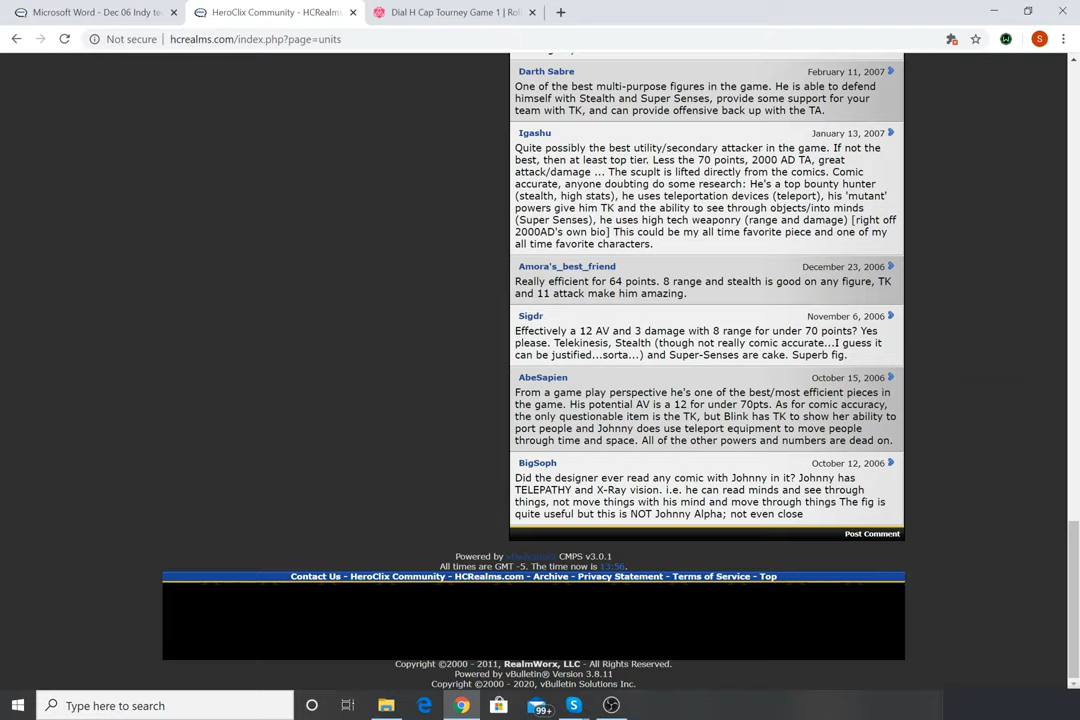 Microsoft Word - Dec 06 Indy te
HeroClix Community - HCRealms
Dial H Cap Tourney Game 1 | Rol
Not secure
hcrealms.com/index.php?page=units
Darth Sabre
February 11, 2007
One of the best multi-purpose figures in the game. He is able to defend
himself with Stealth and Super Senses, provide some support for your
team with TK, and can provide offensive back up with the TA.
Igashu
January 13, 2007
Quite possibly the best utility/secondary attacker in the game. If not the
best, then at least top tier. Less the 70 points, 2000 AD TA, great
attack/damage ... The scuplt is lifted directly from the comics. Comic
accurate, anyone doubting do some research: He's a top bounty hunter
(stealth, high stats), he uses teleportation devices (teleport), his 'mutant'
powers give him TK and the ability to see through objects/into minds
(Super Senses), he uses high tech weaponry (range and damage) [right off
2000AD's own bio] This could be my all time favorite piece and one of my
all time favorite characters.
Amora's_best_friend
December 23, 2006
Really efficient for 64 points. 8 range and stealth is good on any figure, TK
and 11 attack make him amazing.
Sigdr
November 6, 2006
Effectively a 12 AV and 3 damage with 8 range for under 70 points? Yes
please. Telekinesis, Stealth (though not really comic accurate...I guess it
can be justified...sorta...) and Super-Senses are cake. Superb fig.
AbeSapien
October 15, 2006
From a game play perspective he's one of the best/most efficient pieces in
the game. His potential AV is a 12 for under 70pts. As for comic accuracy,
the only questionable item is the TK, but Blink has TK to show her ability to
port people and Johnny does use teleport equipment to move people
through time and space. All of the other powers and numbers are dead on.
BigSoph
October 12, 2006
Did the designer ever read any comic with Johnny in it? Johnny has
TELEPATHY and X-Ray vision. i.e. he can read minds and see through
things, not move things with his mind and move through things The fig is
quite useful but this is NOT Johnny Alpha; not even close
Post Comment
Powered by CMPS v3.0.1
All times are GMT -5. The time now is 13:56.
Contact Us - HeroClix Community - HCRealms.com - Archive - Privacy Statement - Terms of Service - Top
Copyright ©2000 - 2011, RealmWorx, LLC - All Rights Reserved.
Powered by vBulletin® Version 3.8.11
Copyright ©2000 - 2020, vBulletin Solutions Inc.
Type here to search
99+